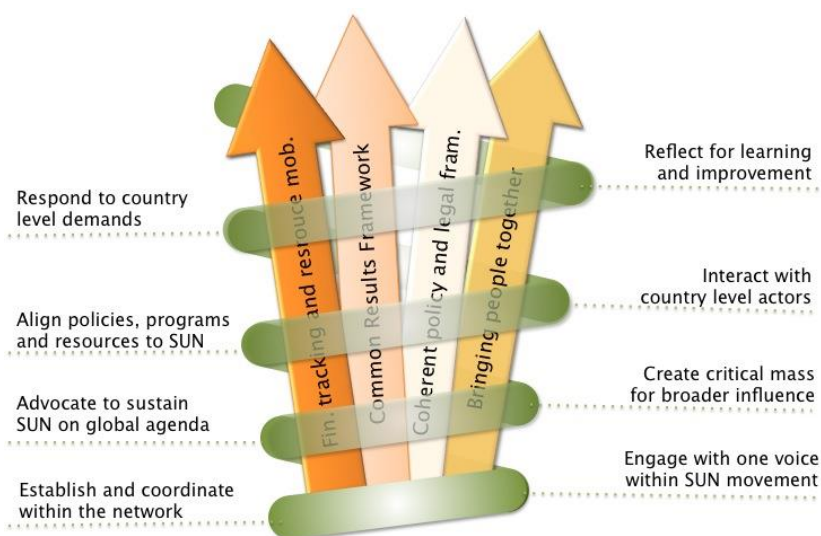 Fin. tracking and resrouce mob.
Common Results Framework
Coherent policy and legal fram.
Bringing people together
Respond to country
level demands
Align policies, programs
and resources to SUN
Advocate to sustain
SUN on global agenda
Establish and coordinate
within the network
Reflect for learning
and improvement
Interact with
country level actors
Create critical mass
for broader influence
Engage with one voice
within SUN movement